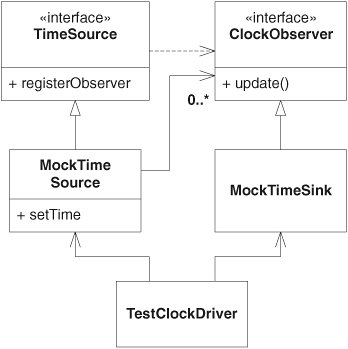 «interface»
TimeSource
+ registerObserver
«interface»
ClockObserver
+ update()
0..*
MockTime
Source
+ setTime
MockTimeSink
TestClockDriver